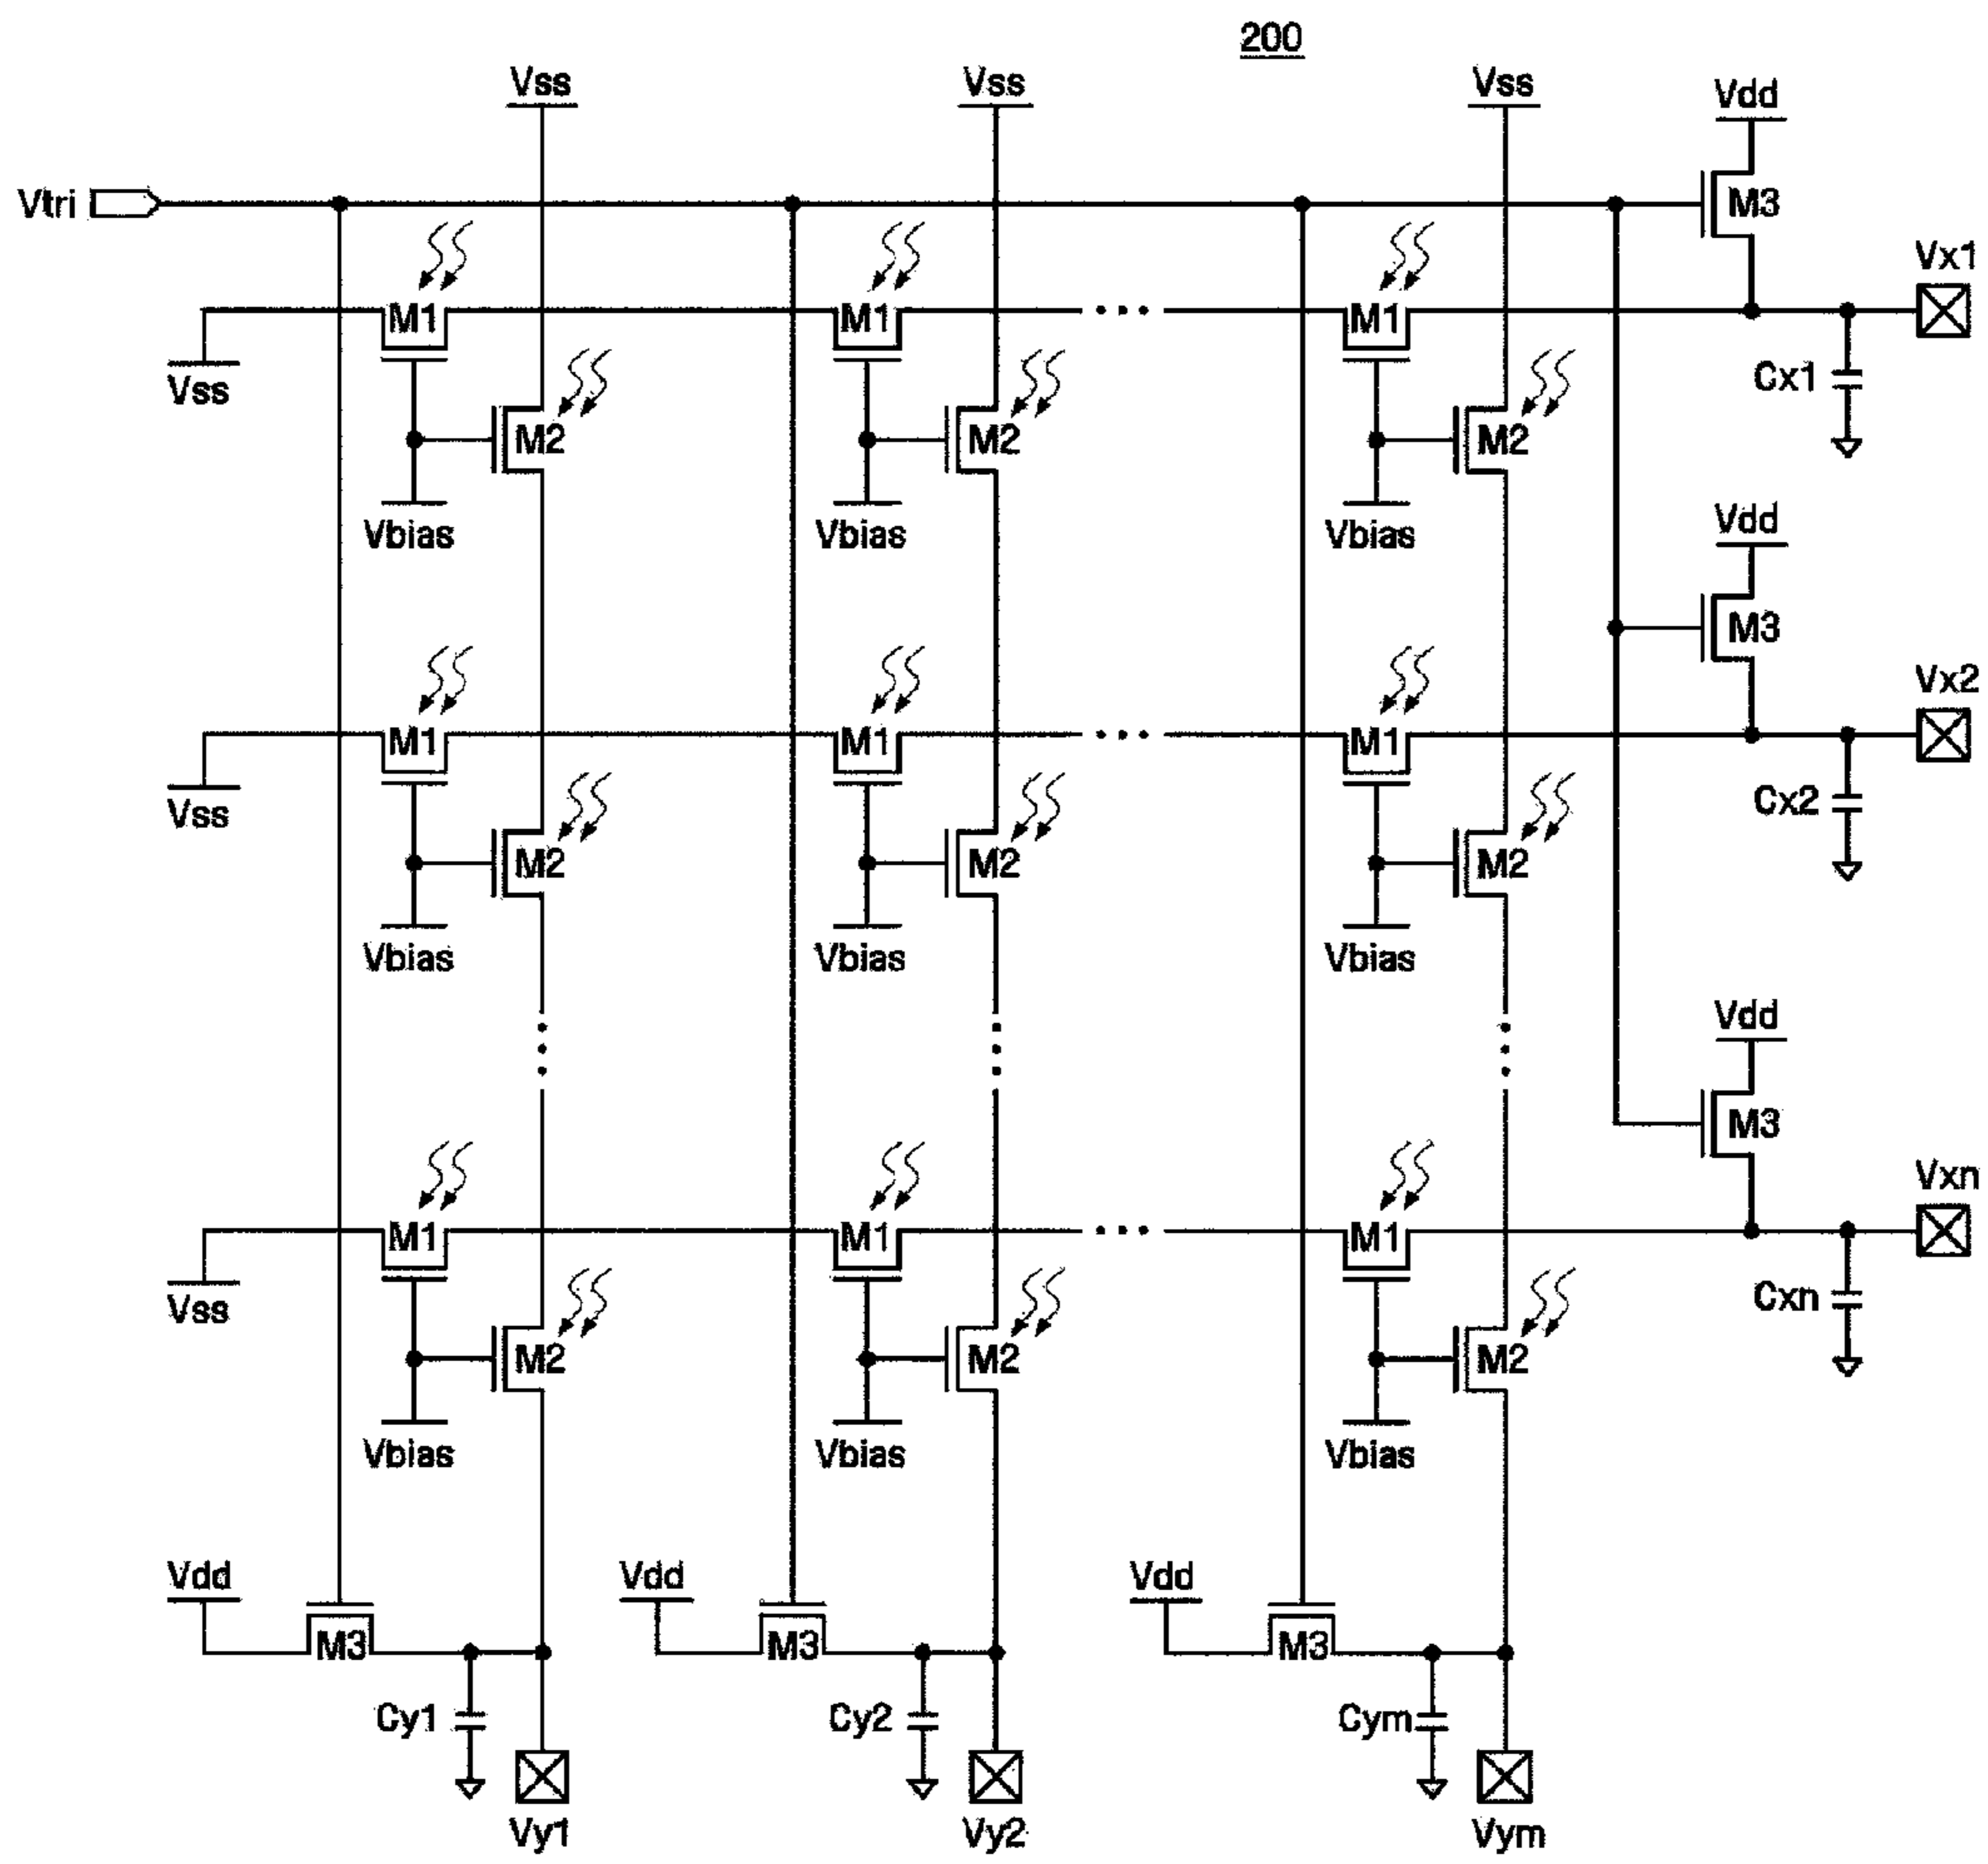 200
Vss Vss Vss Vdd
Vtri M3
Vx1
M1 M1 M1
Vss Cx1
M2 M2 M2
Vbias Vbias Vbias Vdd
M3
Vx2
M1 M1 M1
Vss Cx2
M2 M2 M2
Vbias Vbias Vbias
Vdd
M3
Vxn
M1 M1 M1
Vss Cxn
M2 M2 M2
Vbias Vbias Vbias
Vdd Vdd Vdd
M3 M3 M3
Cy1 Cy2 Cym
Vy1 Vy2 Vym